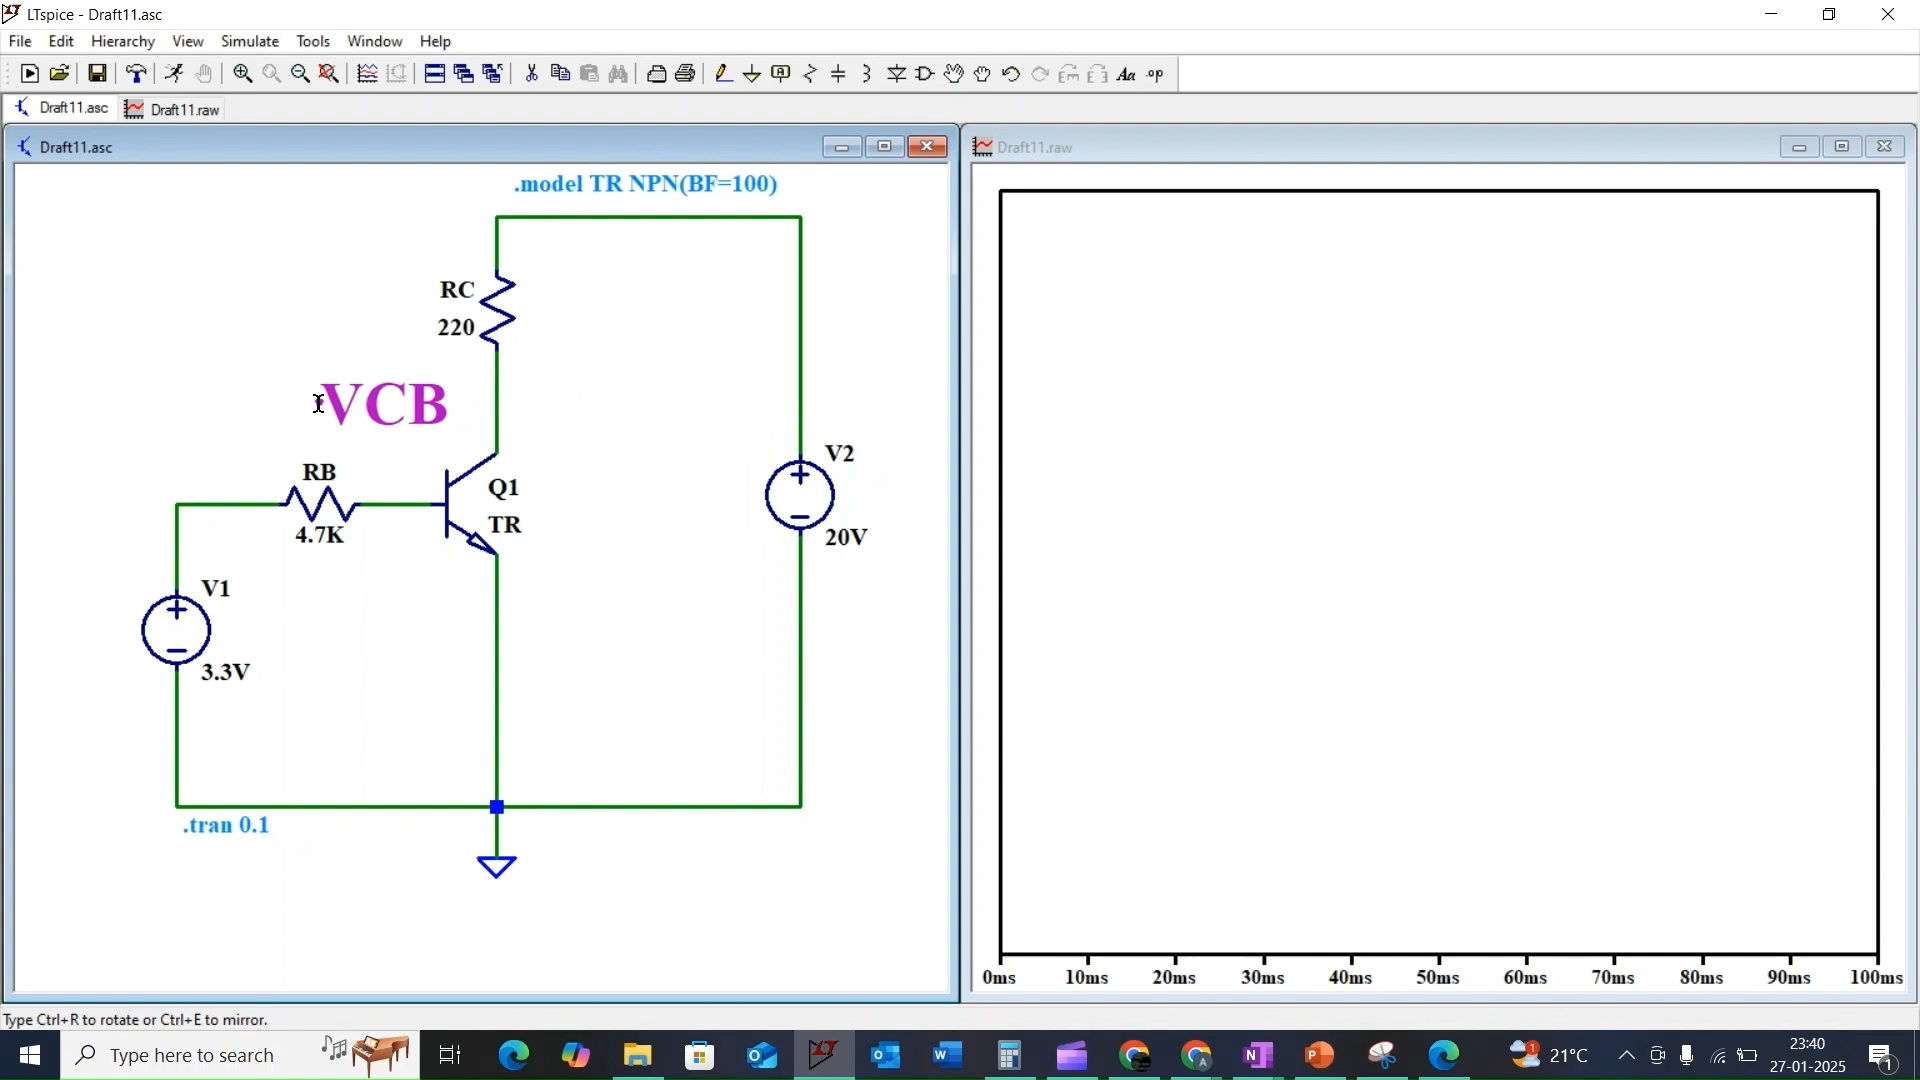 LTspice - Draft11.asc
File Edit Hierarchy View Simulate Tools Window Help
Draft11.asc Draft11.raw
Draft11.asc
Draft11.raw
.model TR NPN(BF=100)
RC
220
VCB
RB
4.7K
Q1
TR
V2
20V
V1
3.3V
.tran 0.1
0ms 10ms 20ms 30ms 40ms 50ms 60ms 70ms 80ms 90ms 100ms
Type Ctrl+R to rotate or Ctrl+E to mirror.
Type here to search
21°C
23:40
27-01-2025
1